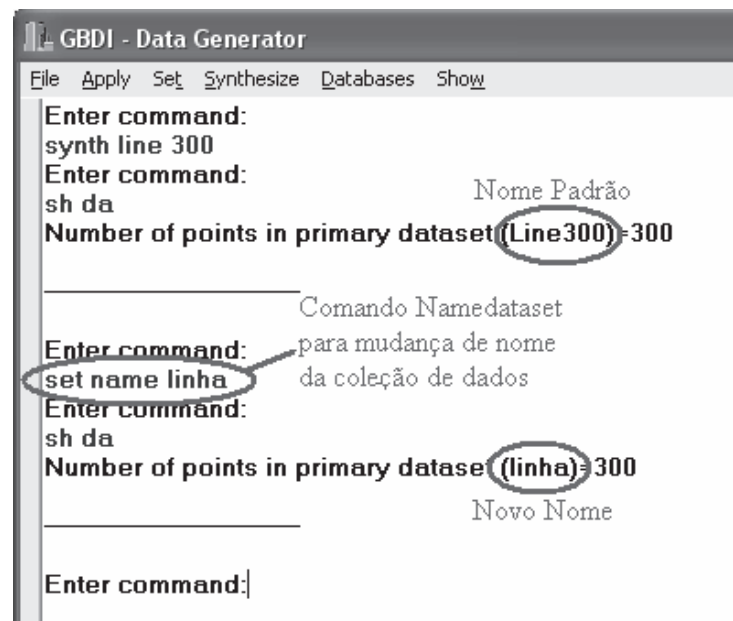 GBDI - Data Generator
File Apply Set Synthesize Databases Show
Enter command:
synth line 300
Enter command:
sh da
Nome Padrão
Number of points in primary dataset (Line300)=300
Comando Namedataset
para mudança de nome
da coleção de dados
Enter command:
set name linha
Enter command:
sh da
Number of points in primary dataset (linha)=300
Novo Nome
Enter command: